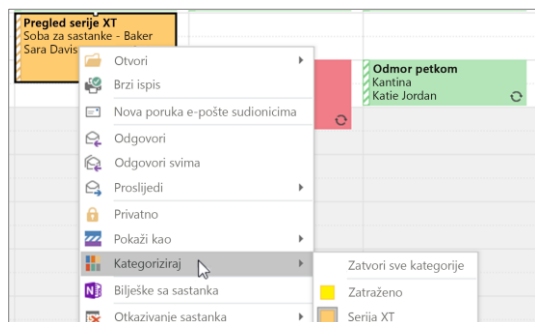 Pregled serije XT
Soba za sastanke - Baker
Sara Davis
Otvori
Brzi ispis
Nova poruka e-pošte sudionicima
Odgovori
Odgovori svima
Proslijedi
Privatno
Pokaži kao
Kategoriziraj
Bilješke sa sastanka
Otkazivanje sastanka
Odmor petkom
Kantina
Katie Jordan
Zatvori sve kategorije
Zatraženo
Serija XT